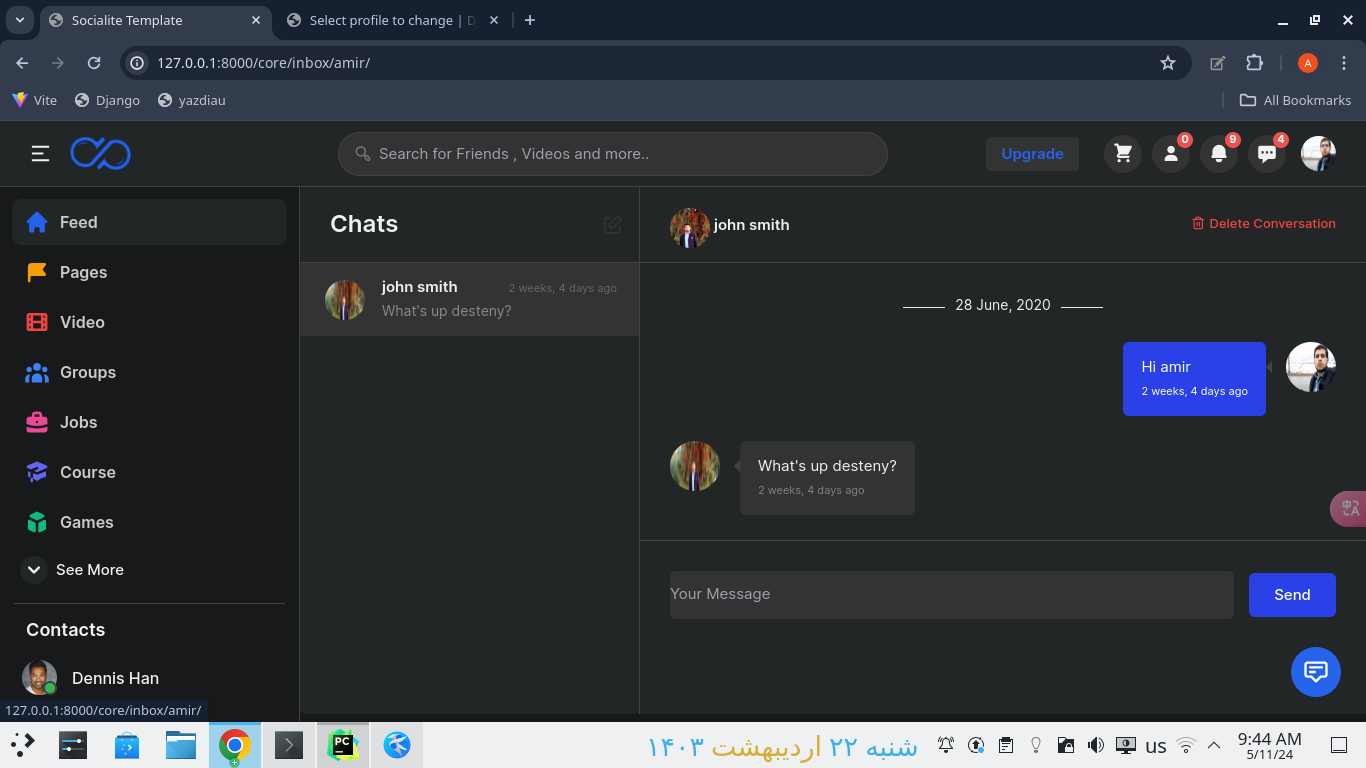 Socialite Template
Select profile to change | D
127.0.0.1:8000/core/inbox/amir/
A
Vite
Django
yazdiau
All Bookmarks
Search for Friends , Videos and more..
Upgrade
0
9
4
Feed
Pages
Video
Groups
Jobs
Course
Games
See More
Contacts
Dennis Han
Chats
john smith
2 weeks, 4 days ago
What's up desteny?
john smith
Delete Conversation
28 June, 2020
Hi amir
2 weeks, 4 days ago
What's up desteny?
2 weeks, 4 days ago
中A
Your Message
Send
127.0.0.1:8000/core/inbox/amir/
PC
شنبه ۲۲ اردیبهشت ۱۴۰۳
us
9:44 AM
5/11/24